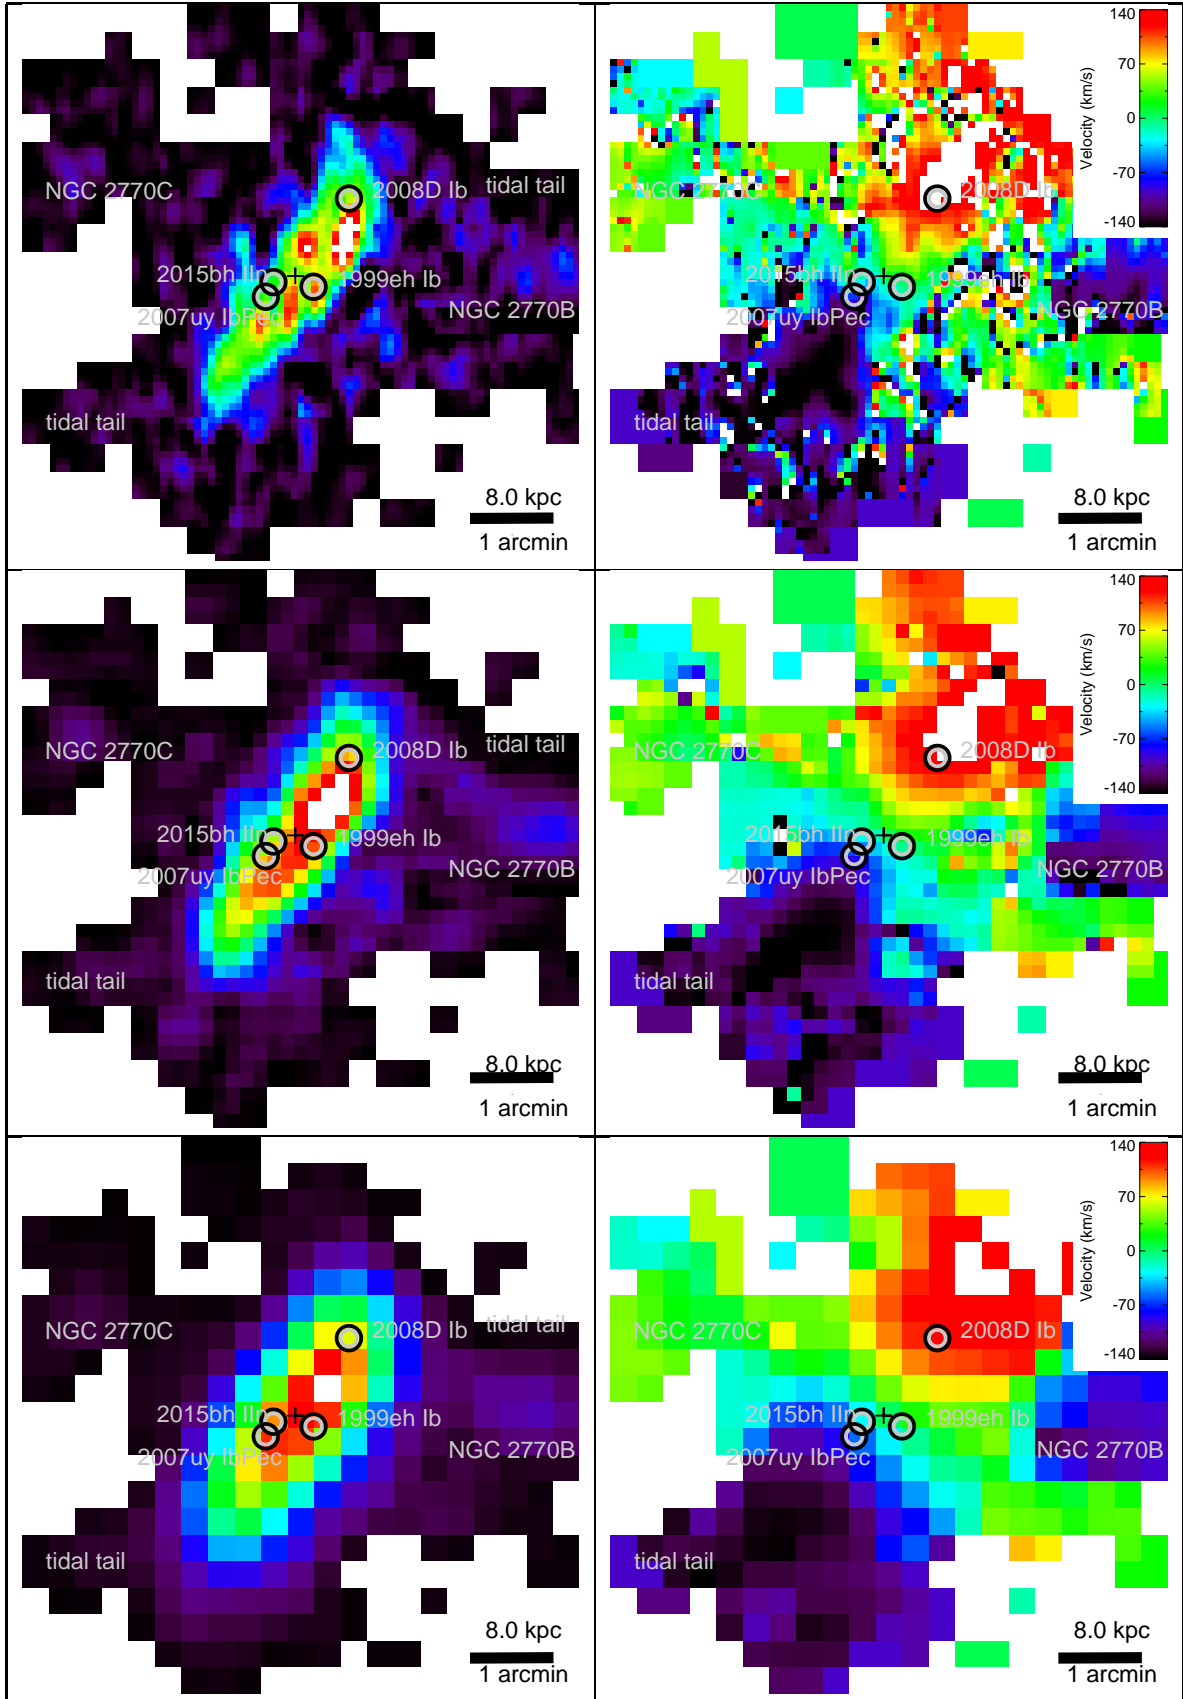 NGC 2770C
2008D Ib
tidal tail
2015bh IIn
1999eh Ib
2007uy IbPec
NGC 2770B
tidal tail
8.0 kpc
1 arcmin
140
70
0
-70
-140
Velocity (km/s)
NGC 2770C
2008D Ib
2015bh IIn
1999eh Ib
2007uy IbPec
NGC 2770B
tidal tail
8.0 kpc
1 arcmin
NGC 2770C
2008D Ib
tidal tail
2015bh IIn
1999eh Ib
2007uy IbPec
NGC 2770B
tidal tail
8.0 kpc
1 arcmin
140
70
0
-70
-140
Velocity (km/s)
NGC 2770C
2008D Ib
2015bh IIn
1999eh Ib
2007uy IbPec
NGC 2770B
tidal tail
8.0 kpc
1 arcmin
NGC 2770C
2008D Ib
tidal tail
2015bh IIn
1999eh Ib
2007uy IbPec
NGC 2770B
tidal tail
8.0 kpc
1 arcmin
140
70
0
-70
-140
Velocity (km/s)
NGC 2770C
2008D Ib
2015bh IIn
1999eh Ib
2007uy IbPec
NGC 2770B
tidal tail
8.0 kpc
1 arcmin